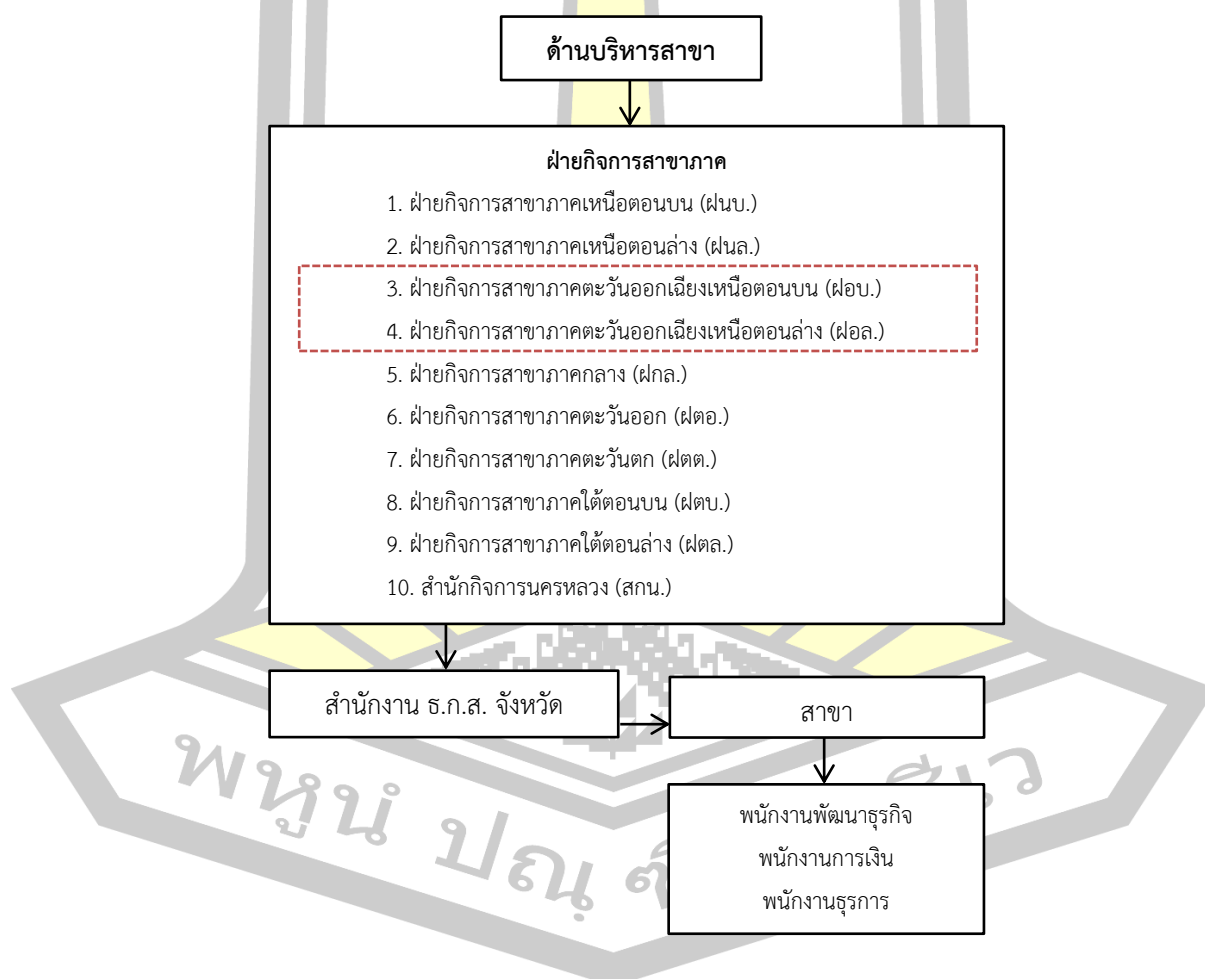 ด้านบริหารสาขา
ฝ่ายกิจการสาขาภาค
1. ฝ่ายกิจการสาขาภาคเหนือตอนบน (ฝนบ.)
2. ฝ่ายกิจการสาขาภาคเหนือตอนล่าง (ฝนล.)
3. ฝ่ายกิจการสาขาภาคตะวันออกเฉียงเหนือตอนบน (ฝอบ.)
4. ฝ่ายกิจการสาขาภาคตะวันออกเฉียงเหนือตอนล่าง (ฝอล.)
5. ฝ่ายกิจการสาขาภาคกลาง (ฝกล.)
6. ฝ่ายกิจการสาขาภาคตะวันออก (ฝตอ.)
7. ฝ่ายกิจการสาขาภาคตะวันตก (ฝตต.)
8. ฝ่ายกิจการสาขาภาคใต้ตอนบน (ฝตบ.)
9. ฝ่ายกิจการสาขาภาคใต้ตอนล่าง (ฝตล.)
10. สำนักกิจการนครหลวง (สกน.)
สำนักงาน ธ.ก.ส. จังหวัด
สาขา
พนักงานพัฒนาธุรกิจ
พนักงานการเงิน
พนักงานธุรการ
พหูนํ ปณฺ